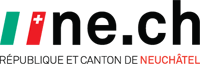 ne.ch
RÉPUBLIQUE ET CANTON DE NEUCHÂTEL